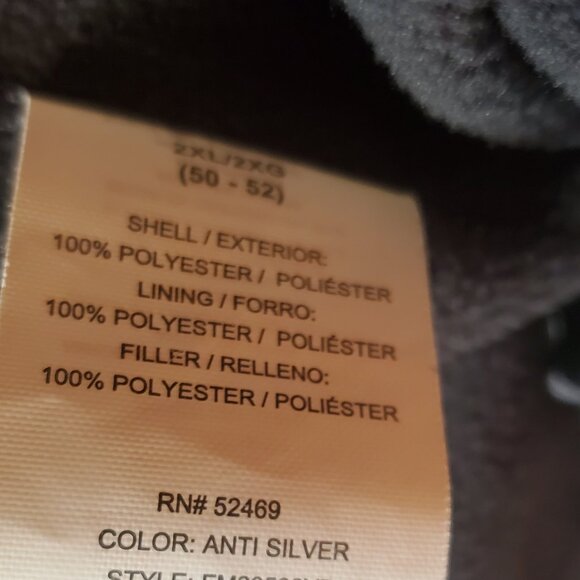 2XL/2XG
(50 - 52)
SHELL / EXTERIOR:
100% POLYESTER / POLIÉSTER
LINING / FORRO:
100% POLYESTER / POLIÉSTER
FILLER / RELLENO:
100% POLYESTER / POLIÉSTER
RN# 52469
COLOR: ANTI SILVER
STYLE: